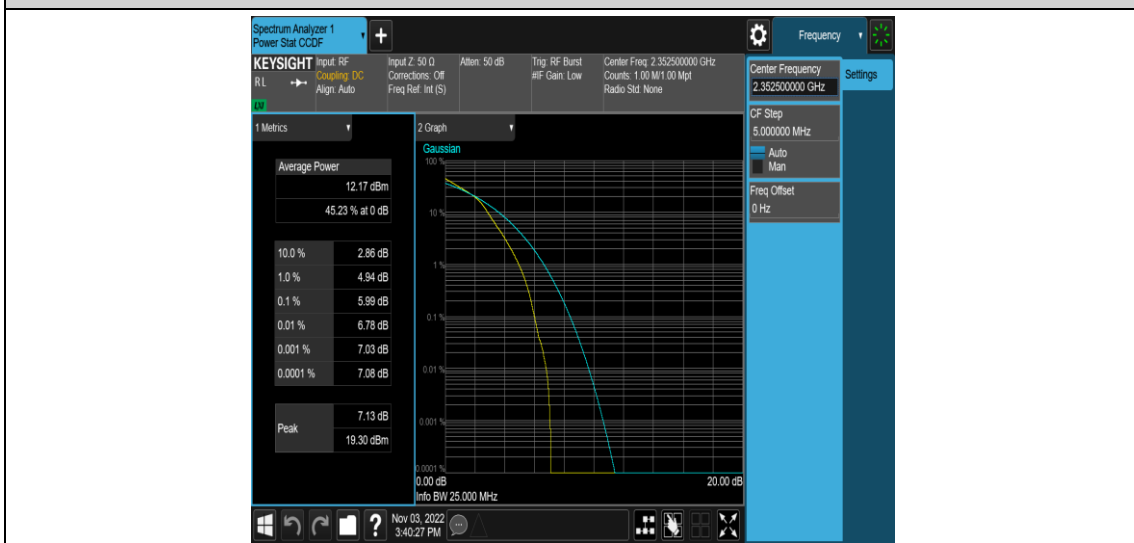 Spectrum Analyzer 1
Power Stat CCDF
+
Frequency
KEYSIGHT
Input: RF
Input Z: 50 Ω
Atten: 50 dB
Trig: RF Burst
Center Freq: 2.352500000 GHz
RL
Coupling: DC
Corrections: Off
#IF Gain: Low
Counts: 1.00 M/1.00 Mpt
Align: Auto
Freq Ref: Int (S)
Radio Std: None
Center Frequency
2.352500000 GHz
Settings
CF Step
5.000000 MHz
Auto
Man
Freq Offset
0 Hz
1 Metrics
Average Power
12.17 dBm
45.23 % at 0 dB
10.0 % 2.86 dB
1.0 % 4.94 dB
0.1 % 5.99 dB
0.01 % 6.78 dB
0.001 % 7.03 dB
0.0001 % 7.08 dB
Peak 7.13 dB
19.30 dBm
2 Graph
Gaussian
100 %
10 %
1 %
0.1 %
0.01 %
0.001 %
0.0001 %
0.00 dB 20.00 dB
Info BW 25.000 MHz
?
Nov 03, 2022
3:40:27 PM